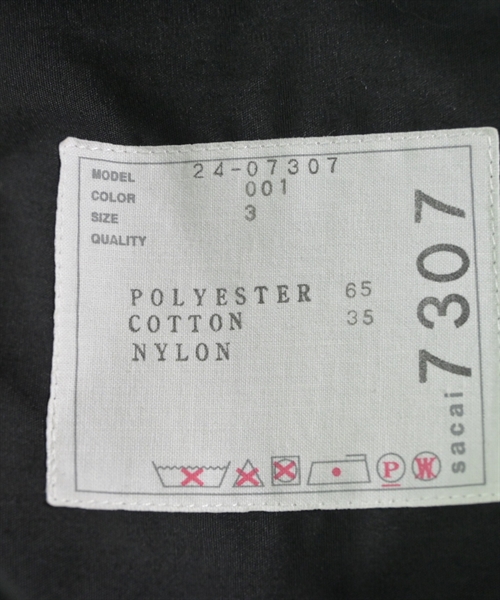 MODEL 24-07307
COLOR 001
SIZE 3
QUALITY
POLYESTER 65
COTTON 35
NYLON
P W
sacai 7307